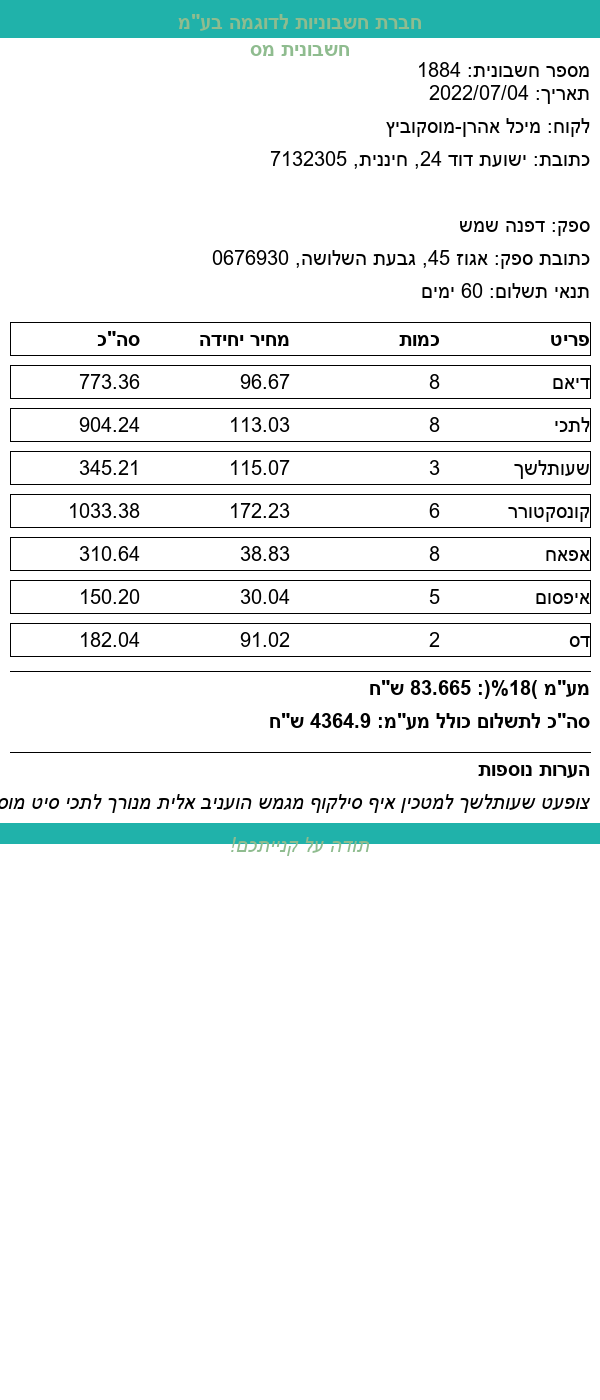 חברת חשבוניות לדוגמה בע"מ
חשבונית מס
מספר חשבונית: 1884
תאריך: 2022/07/04
לקוח: מיכל אהרן-מוסקוביץ
כתובת: ישועת דוד 24, חיננית, 7132305
ספק: דפנה שמש
כתובת ספק: אגוז 45, גבעת השלושה, 0676930
תנאי תשלום: 60 ימים
פריט כמות מחיר יחידה סה"כ
דיאם 8 96.67 773.36
לתכי 8 113.03 904.24
שעותלשך 3 115.07 345.21
קונסקטורר 6 172.23 1033.38
אפאח 8 38.83 310.64
איפסום 5 30.04 150.20
דס 2 91.02 182.04
מע"מ )18%(: 83.665 ש"ח
סה"כ לתשלום כולל מע"מ: 4364.9 ש"ח
הערות נוספות
צופעט שעותלשך למטכין איף סילקוף מגמש הועניב אלית מנורך לתכי סיט
תודה על קנייתכם!